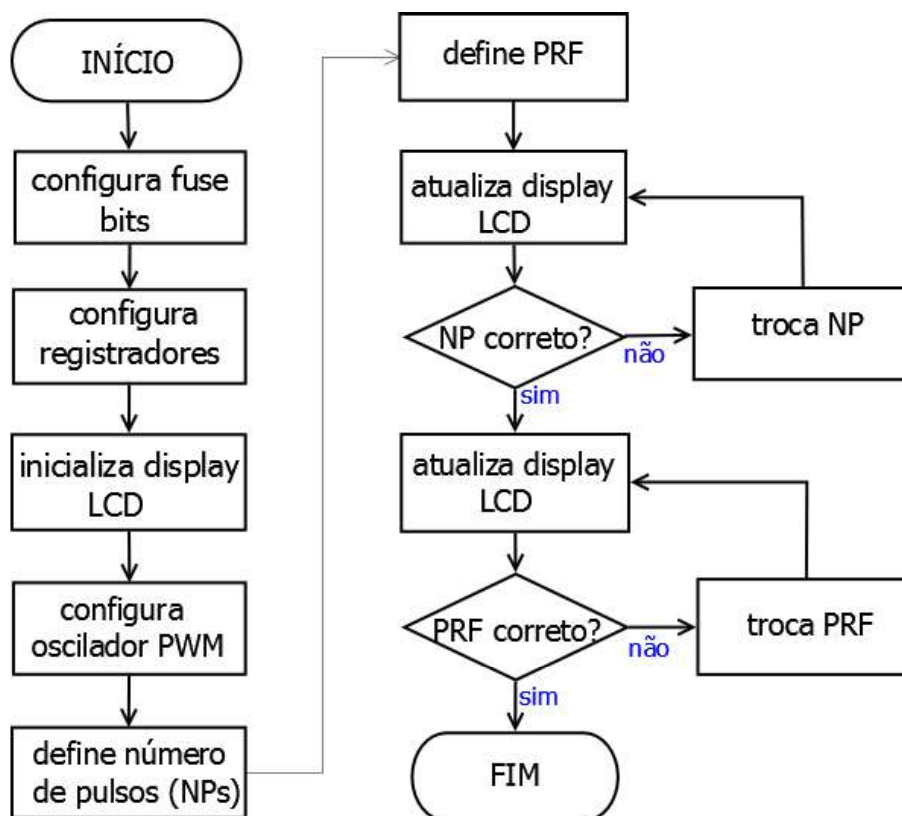 INÍCIO
configura fuse
bits
configura
registradores
inicializa display
LCD
configura
oscilador PWM
define número
de pulsos (NPs)
define PRF
atualiza display
LCD
NP correto?
não
troca NP
sim
atualiza display
LCD
PRF correto?
não
troca PRF
sim
FIM